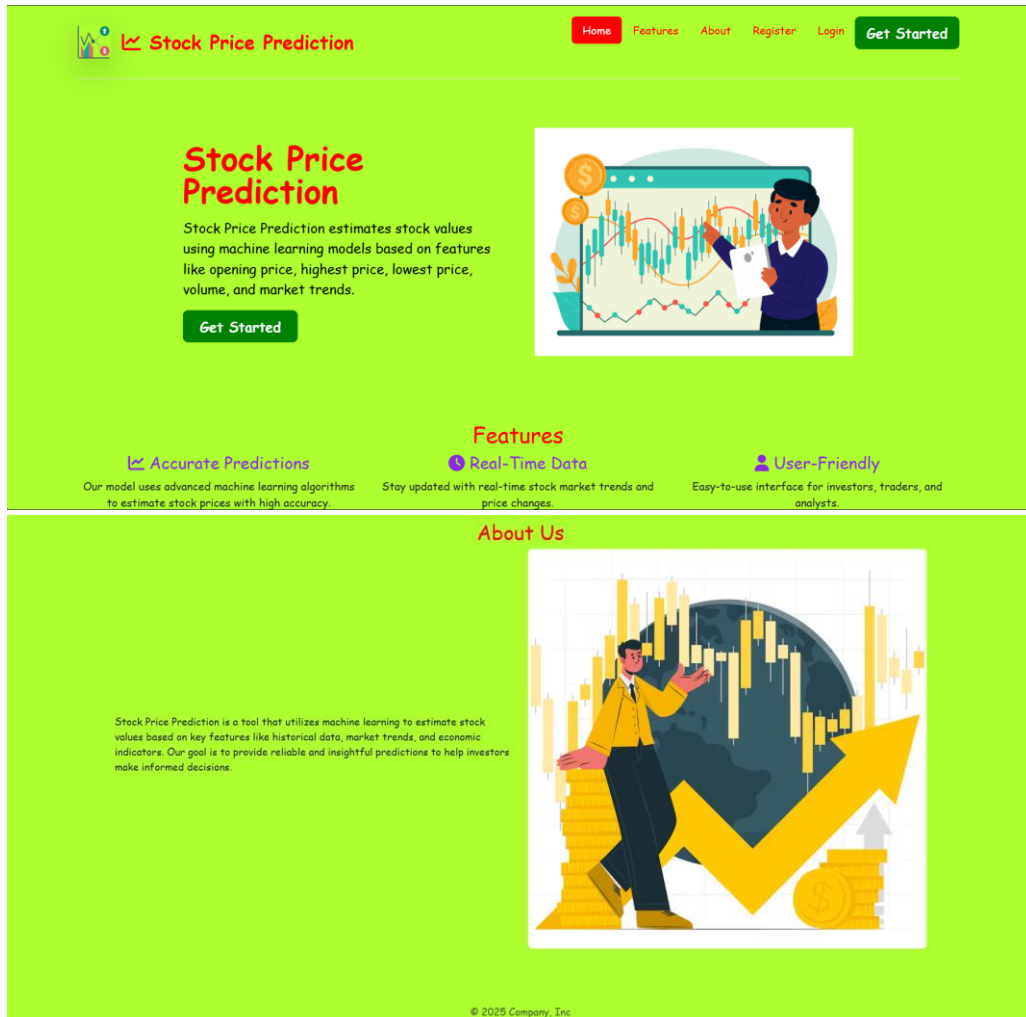 Stock Price Prediction
Home Features About Register Login Get Started
Stock Price
Prediction
Stock Price Prediction estimates stock values
using machine learning models based on features
like opening price, highest price, lowest price,
volume, and market trends.
Get Started
Features
Accurate Predictions
Our model uses advanced machine learning algorithms
to estimate stock prices with high accuracy.
Real-Time Data
Stay updated with real-time stock market trends and
price changes.
User-Friendly
Easy-to-use interface for investors, traders, and
analysts.
About Us
Stock Price Prediction is a tool that utilizes machine learning to estimate stock
values based on key features like historical data, market trends, and economic
indicators. Our goal is to provide reliable and insightful predictions to help investors
make informed decisions.
© 2025 Company, Inc